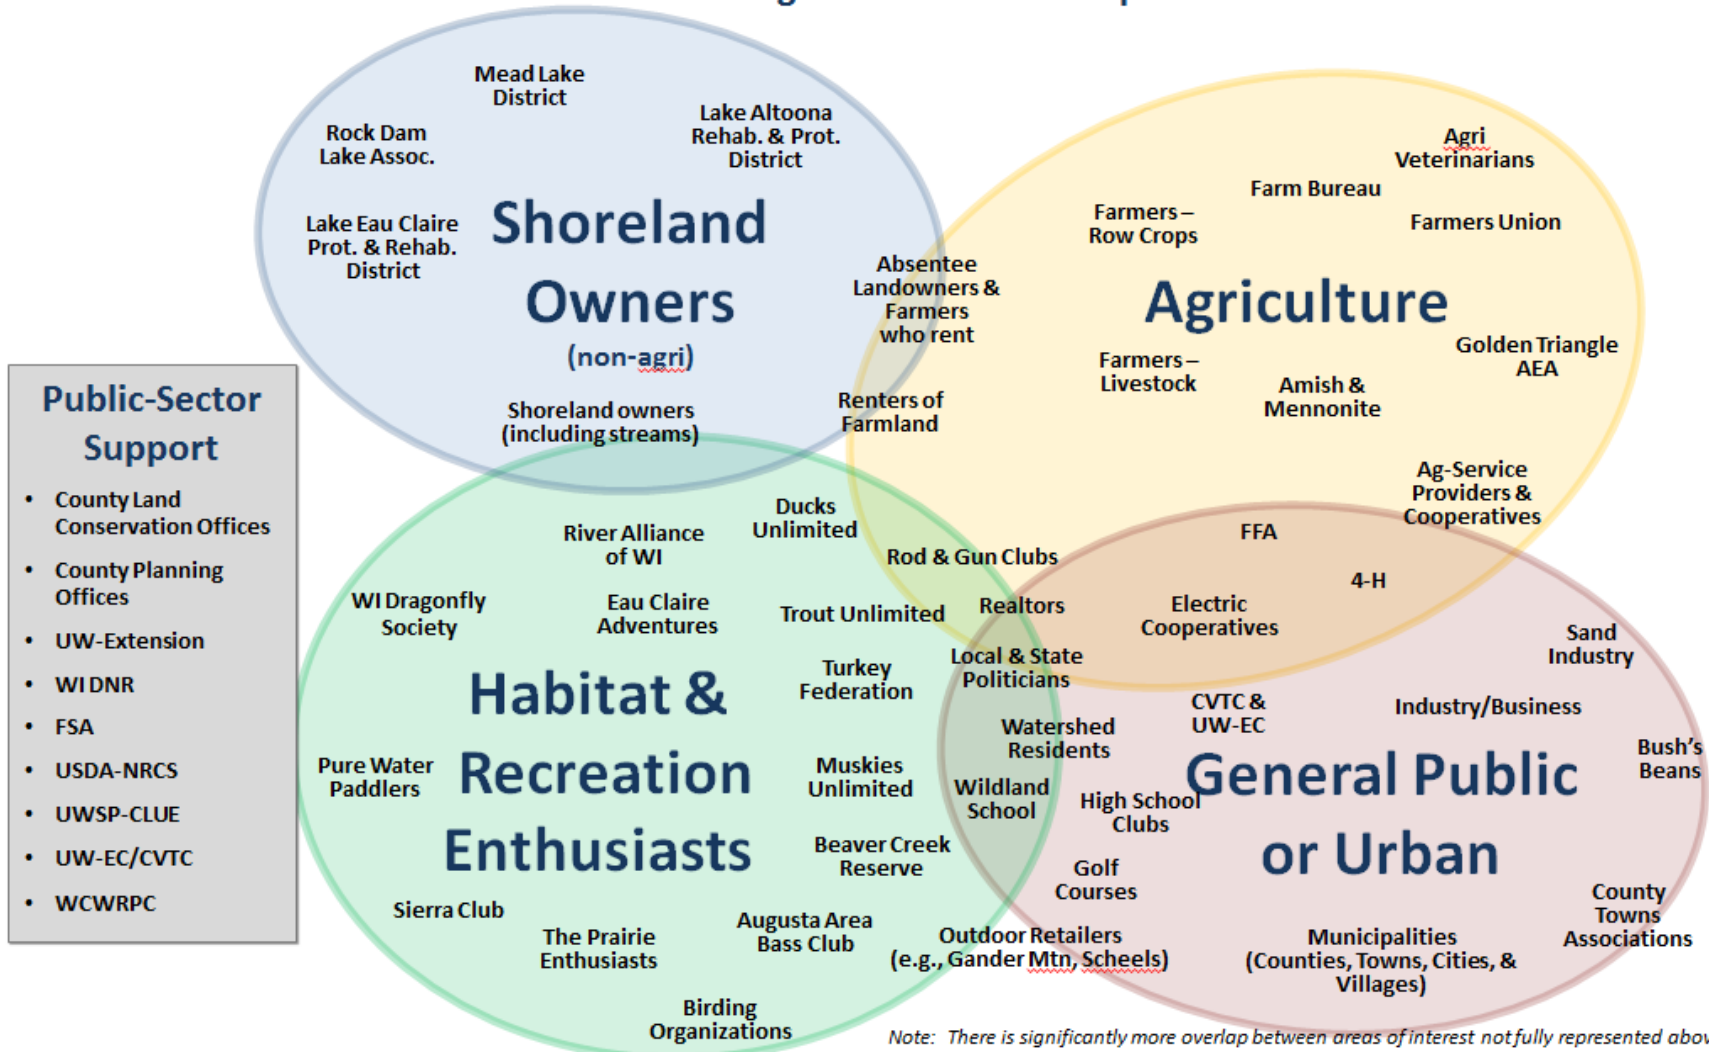 Mead Lake
District
Rock Dam
Lake Assoc.
Lake Altoona
Rehab. & Prot.
District
Lake Eau Claire
Prot. & Rehab.
District
Shoreland
Owners
(non-agri)
Shoreland owners
(including streams)
Absentee
Landowners &
Farmers
who rent
Renters of
Farmland
Agri
Veterinarians
Farm Bureau
Farmers Union
Farmers –
Row Crops
Agriculture
Golden Triangle
AEA
Farmers –
Livestock
Amish &
Mennonite
Ag-Service
Providers &
Cooperatives
FFA
4-H
Electric
Cooperatives
Rod & Gun Clubs
Realtors
Local & State
Politicians
Public-Sector
Support
• County Land
Conservation Offices
• County Planning
Offices
• UW-Extension
• WI DNR
• FSA
• USDA-NRCS
• UWSP-CLUE
• UW-EC/CVTC
• WCWRPC
Ducks
Unlimited
River Alliance
of WI
WI Dragonfly
Society
Eau Claire
Adventures
Trout Unlimited
Turkey
Federation
Habitat &
Recreation
Enthusiasts
Pure Water
Paddlers
Muskies
Unlimited
Beaver Creek
Reserve
Sierra Club
The Prairie
Enthusiasts
Augusta Area
Bass Club
Birding
Organizations
Watershed
Residents
Wildland
School
Outdoor Retailers
(e.g., Gander Mtn, Scheels)
CVTC &
UW-EC
Sand
Industry
Industry/Business
Bush's
Beans
General Public
or Urban
High School
Clubs
Golf
Courses
County
Towns
Associations
Municipalities
(Counties, Towns, Cities, &
Villages)
Note: There is significantly more overlap between areas of interest not fully represented